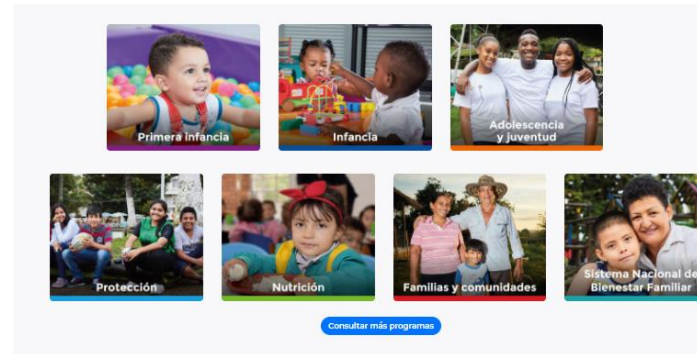 Primera infancia
Infancia
Adolescencia
y juventud
Protección
Nutrición
Familias y comunidades
Sistema Nacional de
Bienestar Familiar
Consultar más programas